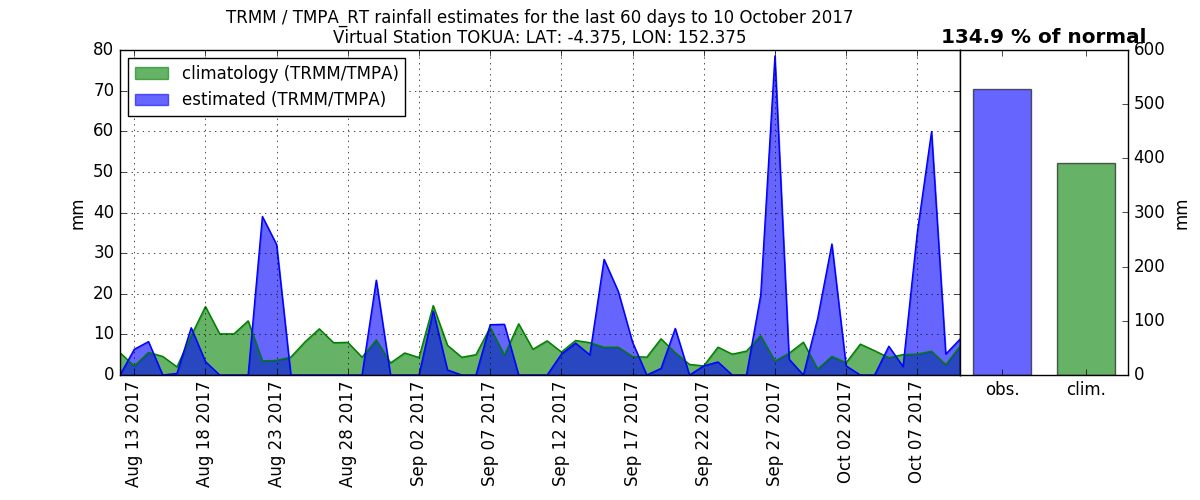 TRMM / TMPA_RT rainfall estimates for the last 60 days to 10 October 2017
Virtual Station TOKUA: LAT: -4.375, LON: 152.375
134.9 % of normal
climatology (TRMM/TMPA)
estimated (TRMM/TMPA)
mm
80
70
60
50
40
30
20
10
0
Aug 13 2017
Aug 18 2017
Aug 23 2017
Aug 28 2017
Sep 02 2017
Sep 07 2017
Sep 12 2017
Sep 17 2017
Sep 22 2017
Sep 27 2017
Oct 02 2017
Oct 07 2017
600
500
400
300
200
100
0
mm
obs.
clim.